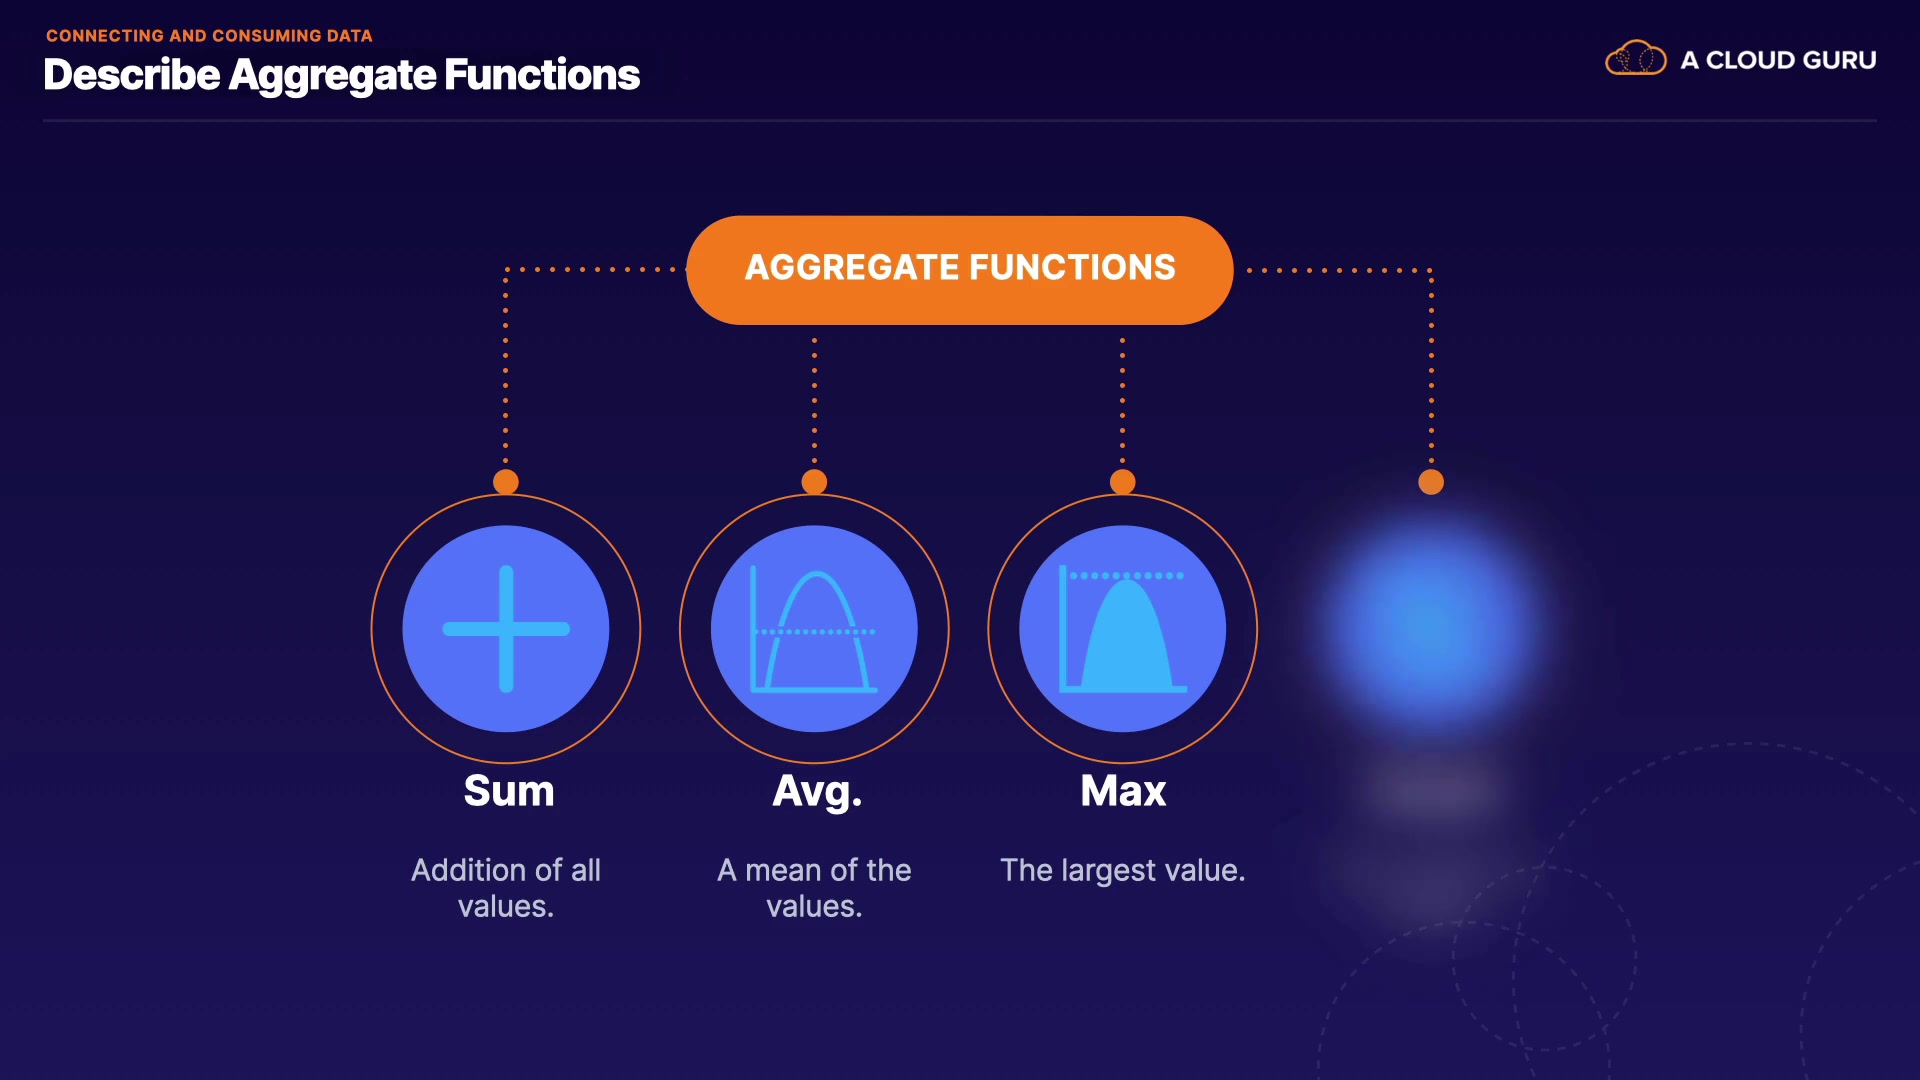 CONNECTING AND CONSUMING DATA
Describe Aggregate Functions
A CLOUD GURU
AGGREGATE FUNCTIONS
Sum
Addition of all
values.
Avg.
A mean of the
values.
Max
The largest value.